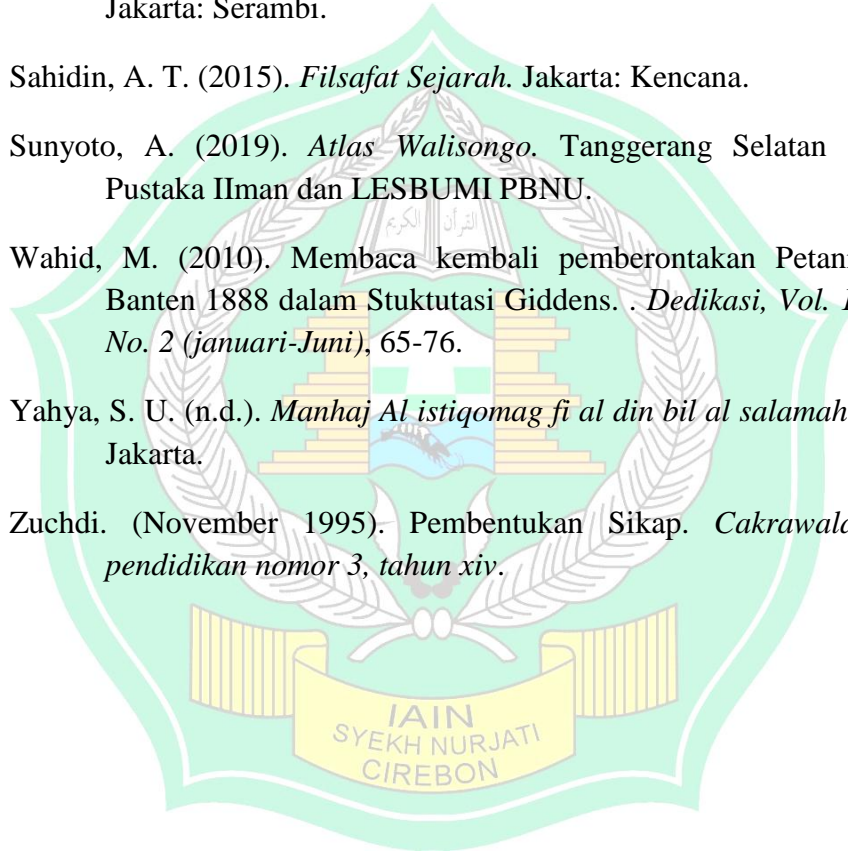 Jakarta: Serambi.
Sahidin, A. T. (2015). Filsafat Sejarah. Jakarta: Kencana.
Sunyoto, A. (2019). Atlas Walisongo. Tanggerang Selatan
Pustaka IIman dan LESBUMI PBNU.
القرآن الكريم
Wahid, M. (2010). Membaca kembali pemberontakan Petani
Banten 1888 dalam Stuktutasi Giddens. . Dedikasi, Vol. I
No. 2 (januari-Juni), 65-76.
Yahya, S. U. (n.d.). Manhaj Al istiqomag fi al din bil al salamah
Jakarta.
Zuchdi. (November 1995). Pembentukan Sikap. Cakrawala
pendidikan nomor 3, tahun xiv.
IAIN
SYEKH NURJATI
CIREBON